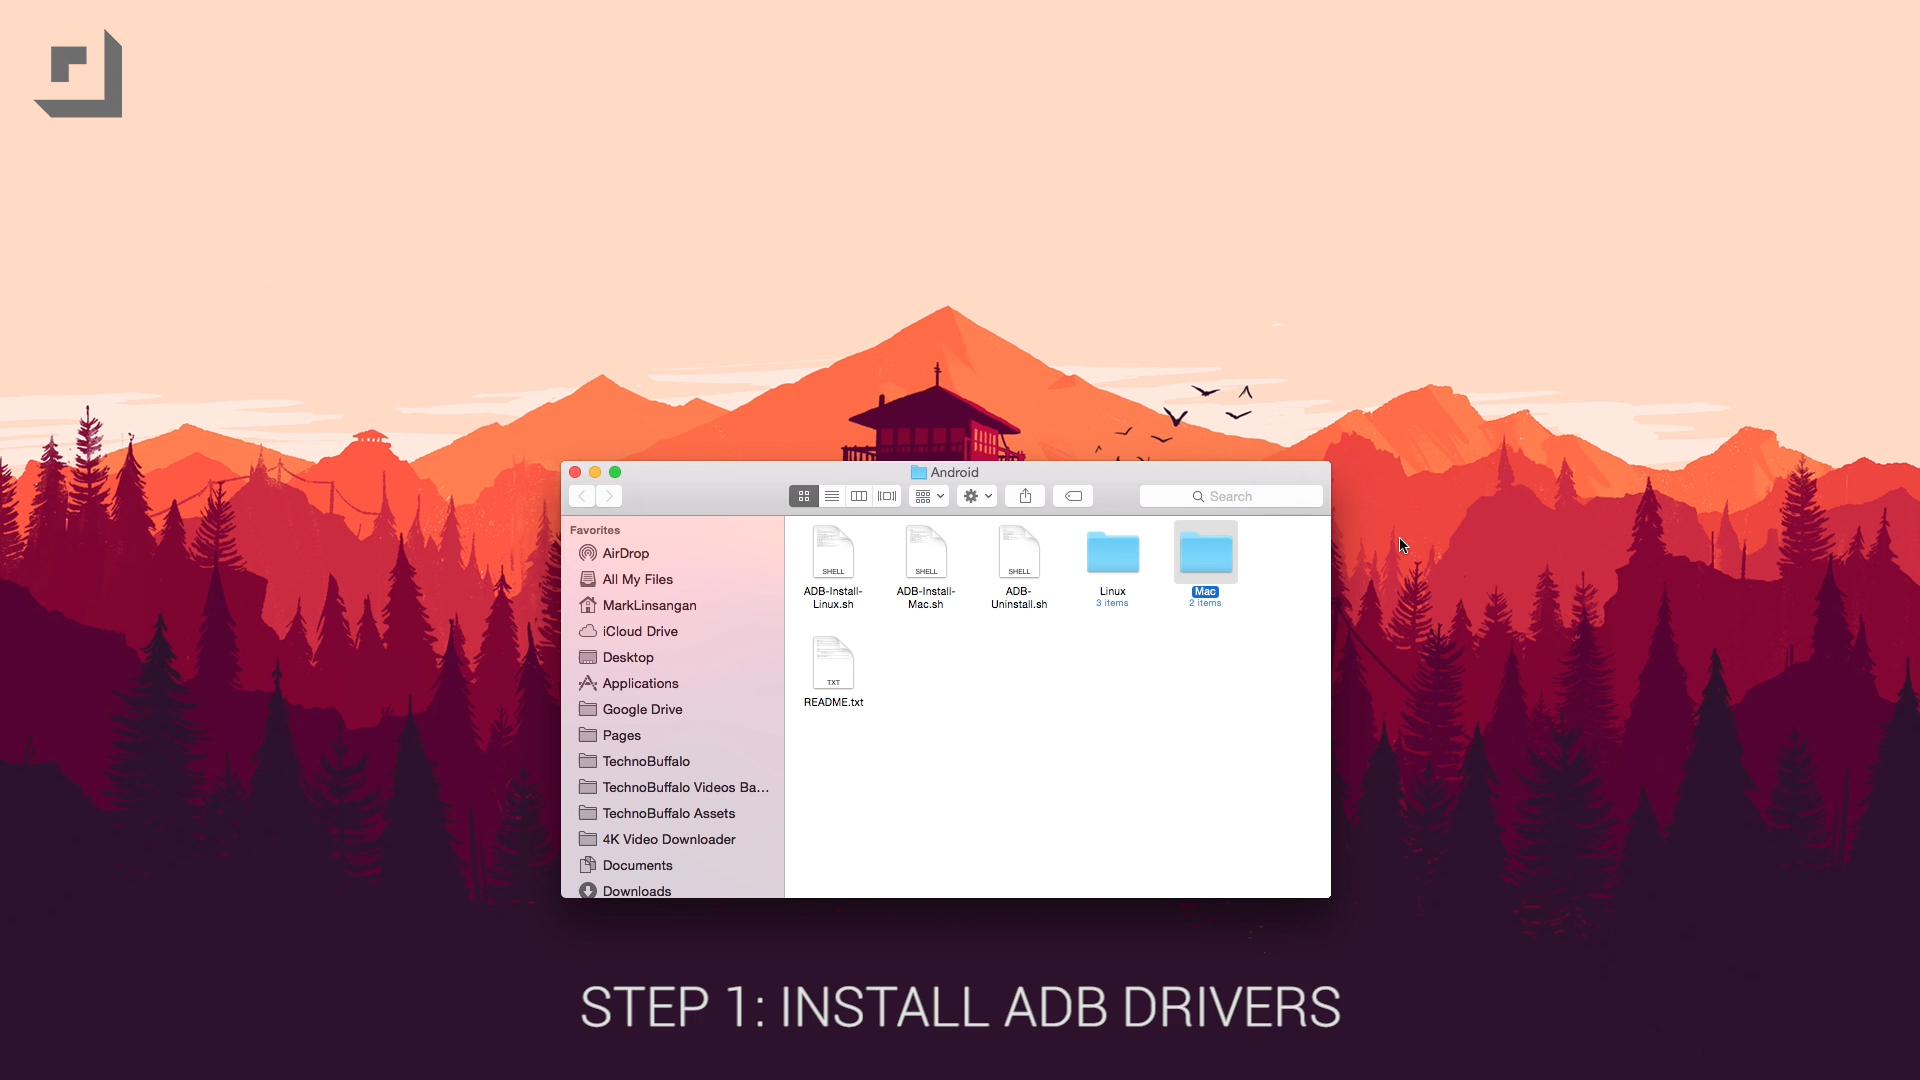 Android
Search
Favorites
AirDrop
All My Files
MarkLinsangan
iCloud Drive
Desktop
Applications
Google Drive
Pages
TechnoBuffalo
TechnoBuffalo Videos Ba...
TechnoBuffalo Assets
4K Video Downloader
Documents
Downloads
SHELL
ADB-Install-
Linux.sh
SHELL
ADB-Install-
Mac.sh
SHELL
ADB-
Uninstall.sh
Linux
3 items
Mac
2 items
TXT
README.txt
STEP 1: INSTALL ADB DRIVERS